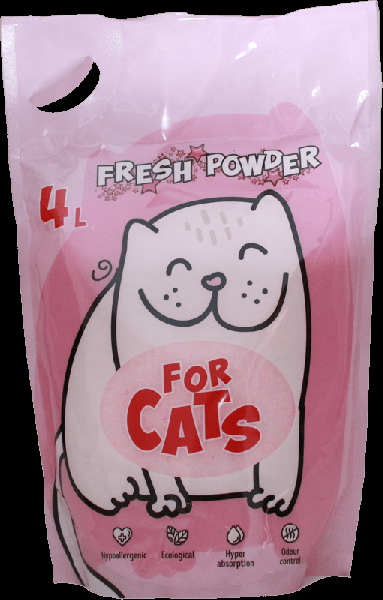 FRESH POWDER
4L
FOR
CATS
Hypoallergenic
Ecological
Hyper
absorption
Odour
control